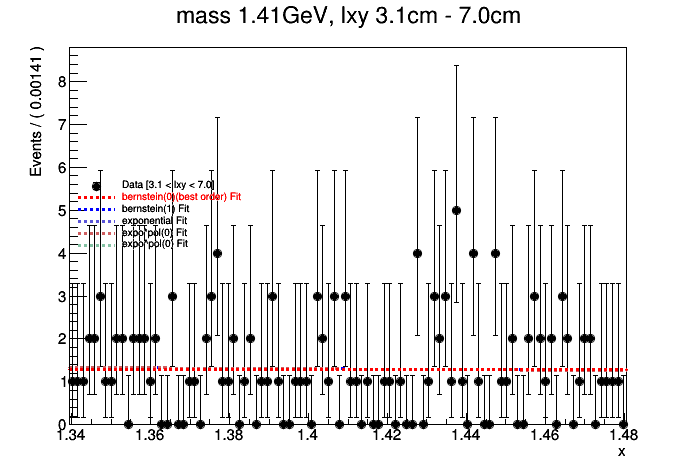 mass 1.41GeV, lxy 3.1cm - 7.0cm
Events / ( 0.00141 )
8
7
6
5
4
3
2
1
0
Data [3.1 < lxy < 7.0]
bernstein(0)(best order) Fit
bernstein(1) Fit
exponential Fit
expo*pol(0) Fit
expo*pol(0) Fit
1.34 1.36 1.38 1.4 1.42 1.44 1.46 1.48
x